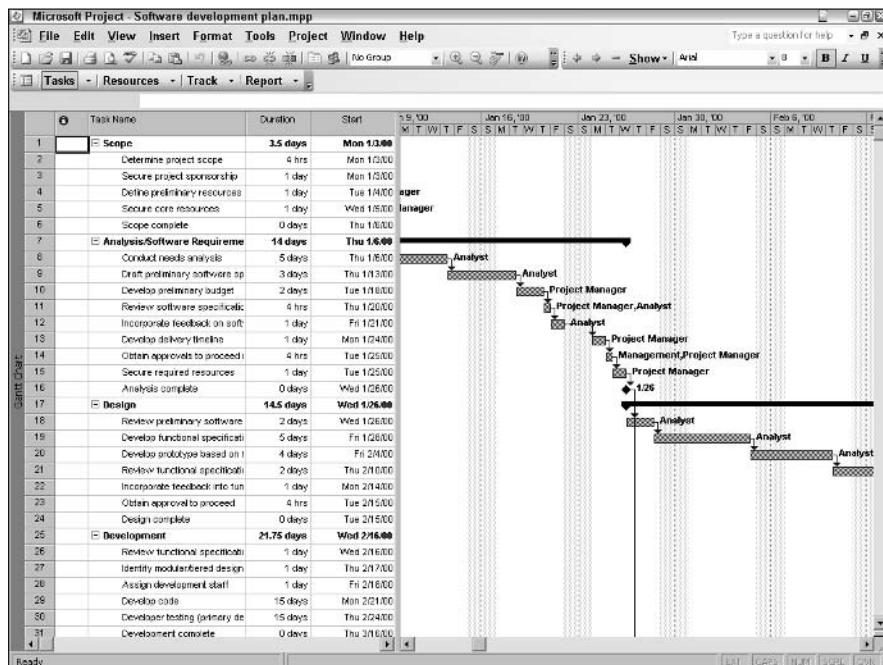 Microsoft Project - Software development plan.mpp
File Edit View Insert Format Tools Project Window Help
Type a question for help
No Group Show Arial 8 B I U
Tasks Resources Track Report
Task Name Duration Start
Jan 16, '00 Jan 23, '00 Jan 30, '00 Feb 6, '00
M T W T F S S M T W T F S S M T W T F S S M T W T F S S M T W T F S
1 Scope 3.5 days Mon 1/3/00
2 Determine project scope 4 hrs Mon 1/3/00
3 Secure project sponsorship 1 day Mon 1/3/00
4 Define preliminary resources 1 day Tue 1/4/00 ager
5 Secure core resources 1 day Wed 1/5/00 lanager
6 Scope complete 0 days Thu 1/6/00
7 Analysis/Software Requireme 14 days Thu 1/6/00
8 Conduct needs analysis 5 days Thu 1/6/00 Analyst
9 Draft preliminary software sp 3 days Thu 1/13/00 Analyst
10 Develop preliminary budget 2 days Tue 1/18/00 Project Manager
11 Review software specificatic 4 hrs Thu 1/20/00 Project Manager,Analyst
12 Incorporate feedback on soft 1 day Fri 1/21/00 Analyst
13 Develop delivery timeline 1 day Mon 1/24/00 Project Manager
14 Obtain approvals to proceed 4 hrs Tue 1/25/00 Management,Project Manager
15 Secure required resources 1 day Tue 1/25/00 Project Manager
16 Analysis complete 0 days Wed 1/26/00 1/26
17 Design 14.5 days Wed 1/26/00
18 Review preliminary software 2 days Wed 1/26/00 Analyst
19 Develop functional specificati 5 days Fri 1/28/00 Analyst
20 Develop prototype based on 4 days Fri 2/4/00 Analyst
21 Review functional specificati 2 days Thu 2/10/00
22 Incorporate feedback into fun 1 day Mon 2/14/00
23 Obtain approval to proceed 4 hrs Tue 2/15/00
24 Design complete 0 days Tue 2/15/00
25 Development 21.75 days Wed 2/16/00
26 Review functional specificati 1 day Wed 2/16/00
27 Identify modular/tiered design 1 day Thu 2/17/00
28 Assign development staff 1 day Fri 2/18/00
29 Develop code 15 days Mon 2/21/00
30 Developer testing (primary de 15 days Thu 2/24/00
31 Development complete 0 days Thu 3/16/00
Gantt Chart
Ready EXT CAPS NUM SCRL OVR